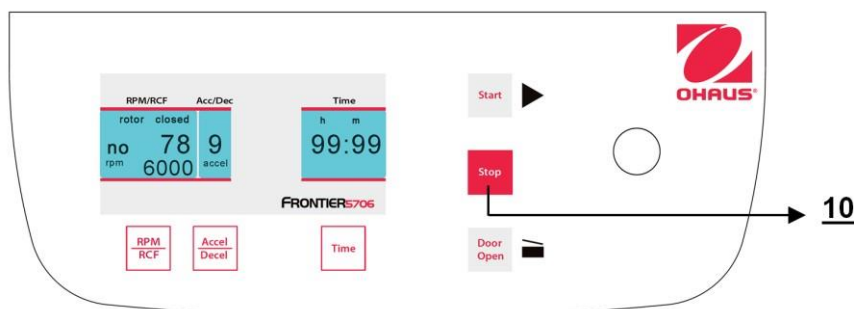 OHAUS®
RPM/RCF Acc/Dec Time
rotor closed
no 78 9
rpm 6000 accel
h m
99:99
FRONTIER5706
RPM
RCF
Accel
Decel
Time
Start
Stop
10
Door
Open